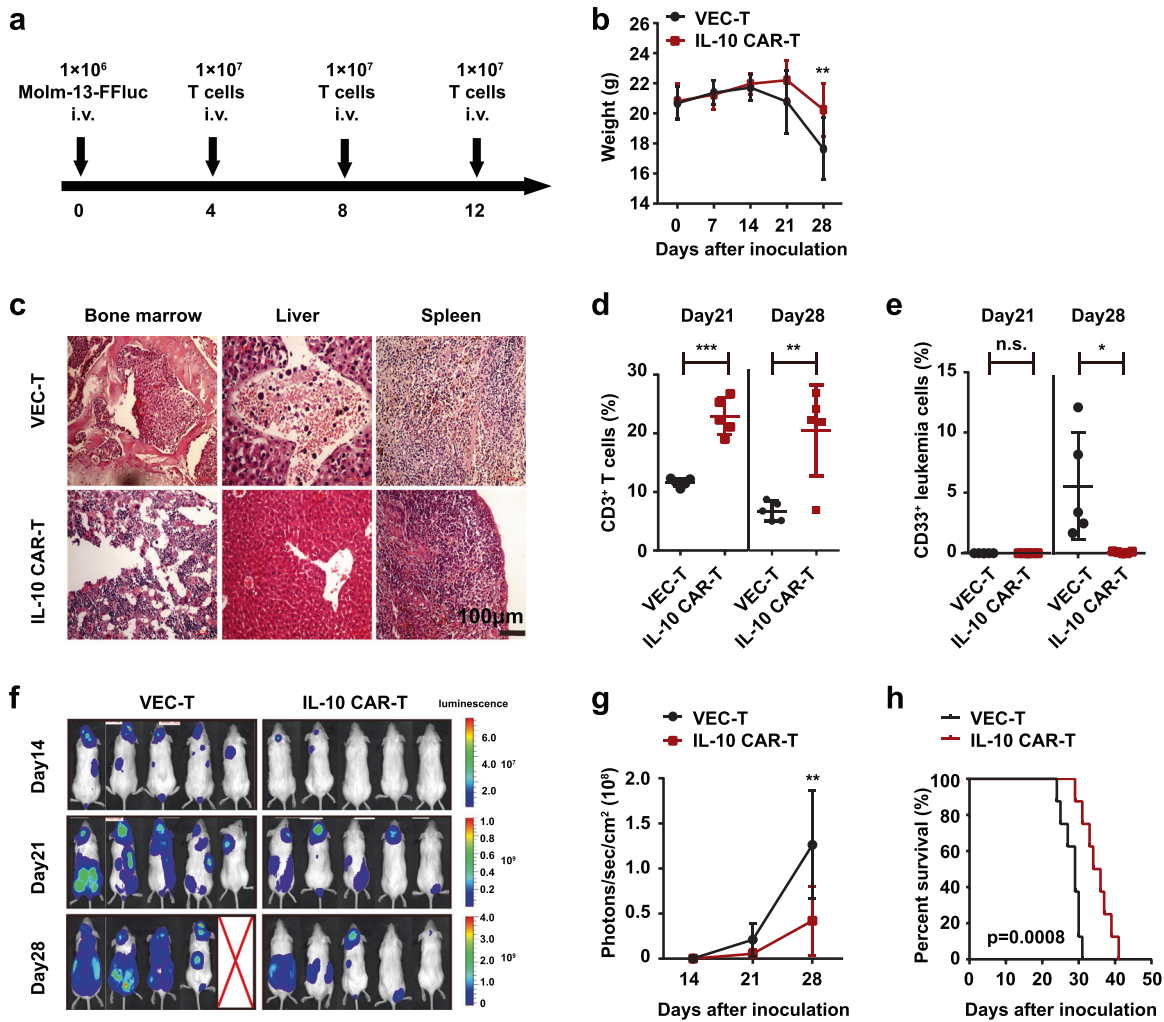 a
1×10⁶
Molm-13-FFluc
i.v.
1×10⁷
T cells
i.v.
1×10⁷
T cells
i.v.
1×10⁷
T cells
i.v.
0 4 8 12
b
VEC-T
IL-10 CAR-T
Weight (g)
26
24
22
20
18
16
14
**
0 7 14 21 28
Days after inoculation
c
Bone marrow Liver Spleen
VEC-T
IL-10 CAR-T
100μm
d
Day21 Day28
*** **
CD3⁺ T cells (%)
30
20
10
0
VEC-T
IL-10 CAR-T
VEC-T
IL-10 CAR-T
e
Day21 Day28
n.s. *
CD33⁺ leukemia cells (%)
15
10
5
0
VEC-T
IL-10 CAR-T
VEC-T
IL-10 CAR-T
f
VEC-T IL-10 CAR-T luminescence
Day14
6.0
4.0 10⁷
2.0
Day21
1.0
0.8
0.6 10⁹
0.4
0.2
Day28
4.0
3.0
2.0 10⁹
1.0
0
g
VEC-T
IL-10 CAR-T
Photons/sec/cm² (10⁸)
2.0
1.5
1.0
0.5
0
**
14 21 28
Days after inoculation
h
VEC-T
IL-10 CAR-T
Percent survival (%)
100
80
60
40
20
0
p=0.0008
0 10 20 30 40 50
Days after inoculation